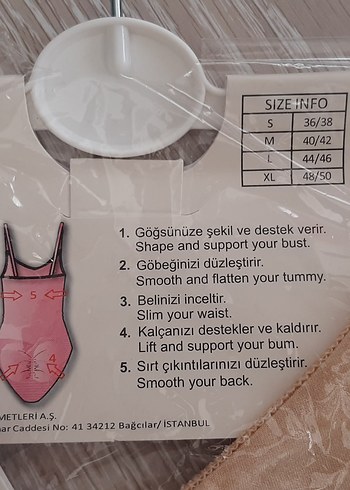 SIZE INFO
S 36/38
M 40/42
L 44/46
XL 48/50
1. Göğsünüze şekil ve destek verir.
Shape and support your bust.
2. Göbeğinizi düzleştirir.
Smooth and flatten your tummy.
3. Belinizi inceltir.
Slim your waist.
4. Kalçanızı destekler ve kaldırır.
Lift and support your bum.
5. Sırt çıkıntılarınızı düzleştirir.
Smooth your back.
5
4
METLERİ A.Ş.
ar Caddesi No: 41 34212 Bağcılar/İSTANBUL